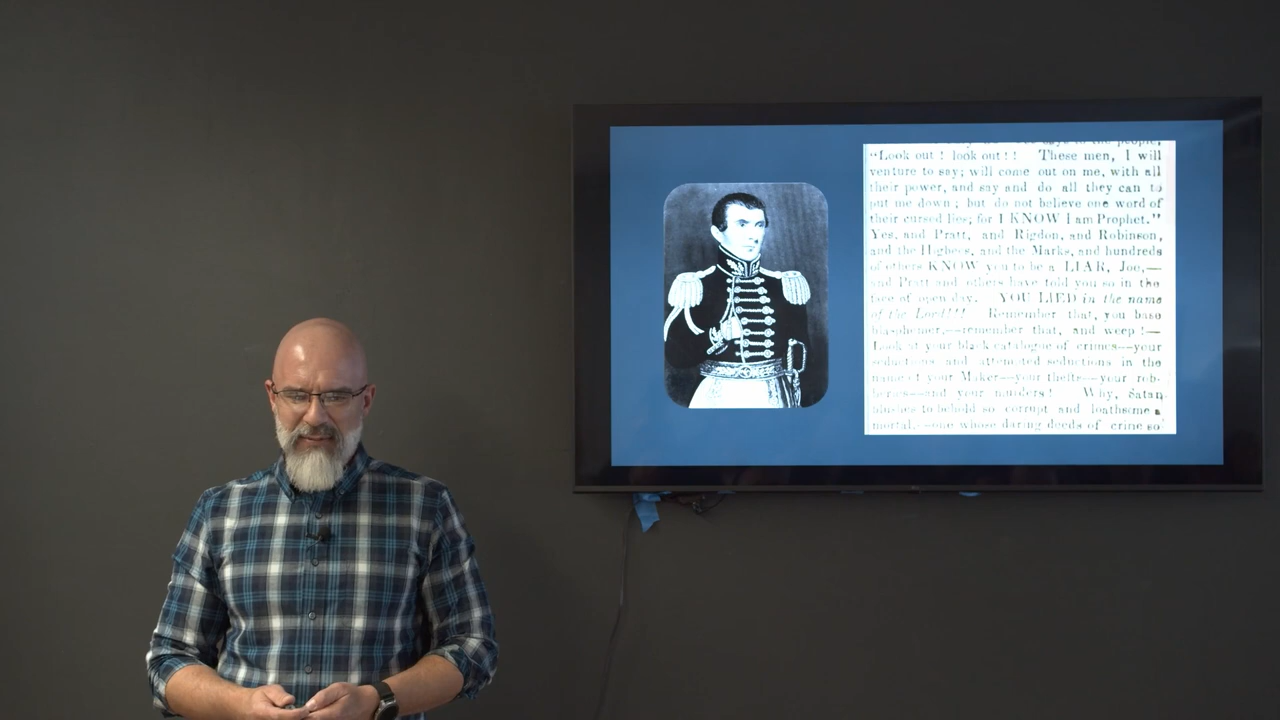 says to the people,
“Look out ! look out ! ! These men, I will
venture to say; will come out on me, with all
their power, and say and do all they can to
put me down ; but do not believe one word of
their cursed lies; for I KNOW I am Prophet.”
Yes, and Pratt, and Rigdon, and Robinson,
and the Higbees, and the Marks, and hundreds
of others KNOW you to be a LIAR, Joe,—
and Pratt and others have told you so in the
face of open day. YOU LIED in the name
of the Lord!!! Remember that, you base
blasphemer,—remember that, and weep !—
Look at your black catalogue of crimes—your
seductions and attempted seductions in the
name of your Maker—your thefts—your rob-
beries—and your murders! Why, Satan
blushes to behold so corrupt and loathsome a
mortal,—one whose daring deeds of crime so